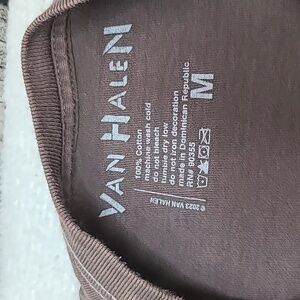 VAN HALEN
M
100% Cotton
machine wash cold
do not bleach
tumble dry low
do not iron decoration
made in Dominican Republic
RN# 90355
© 2023 VAN HALEN